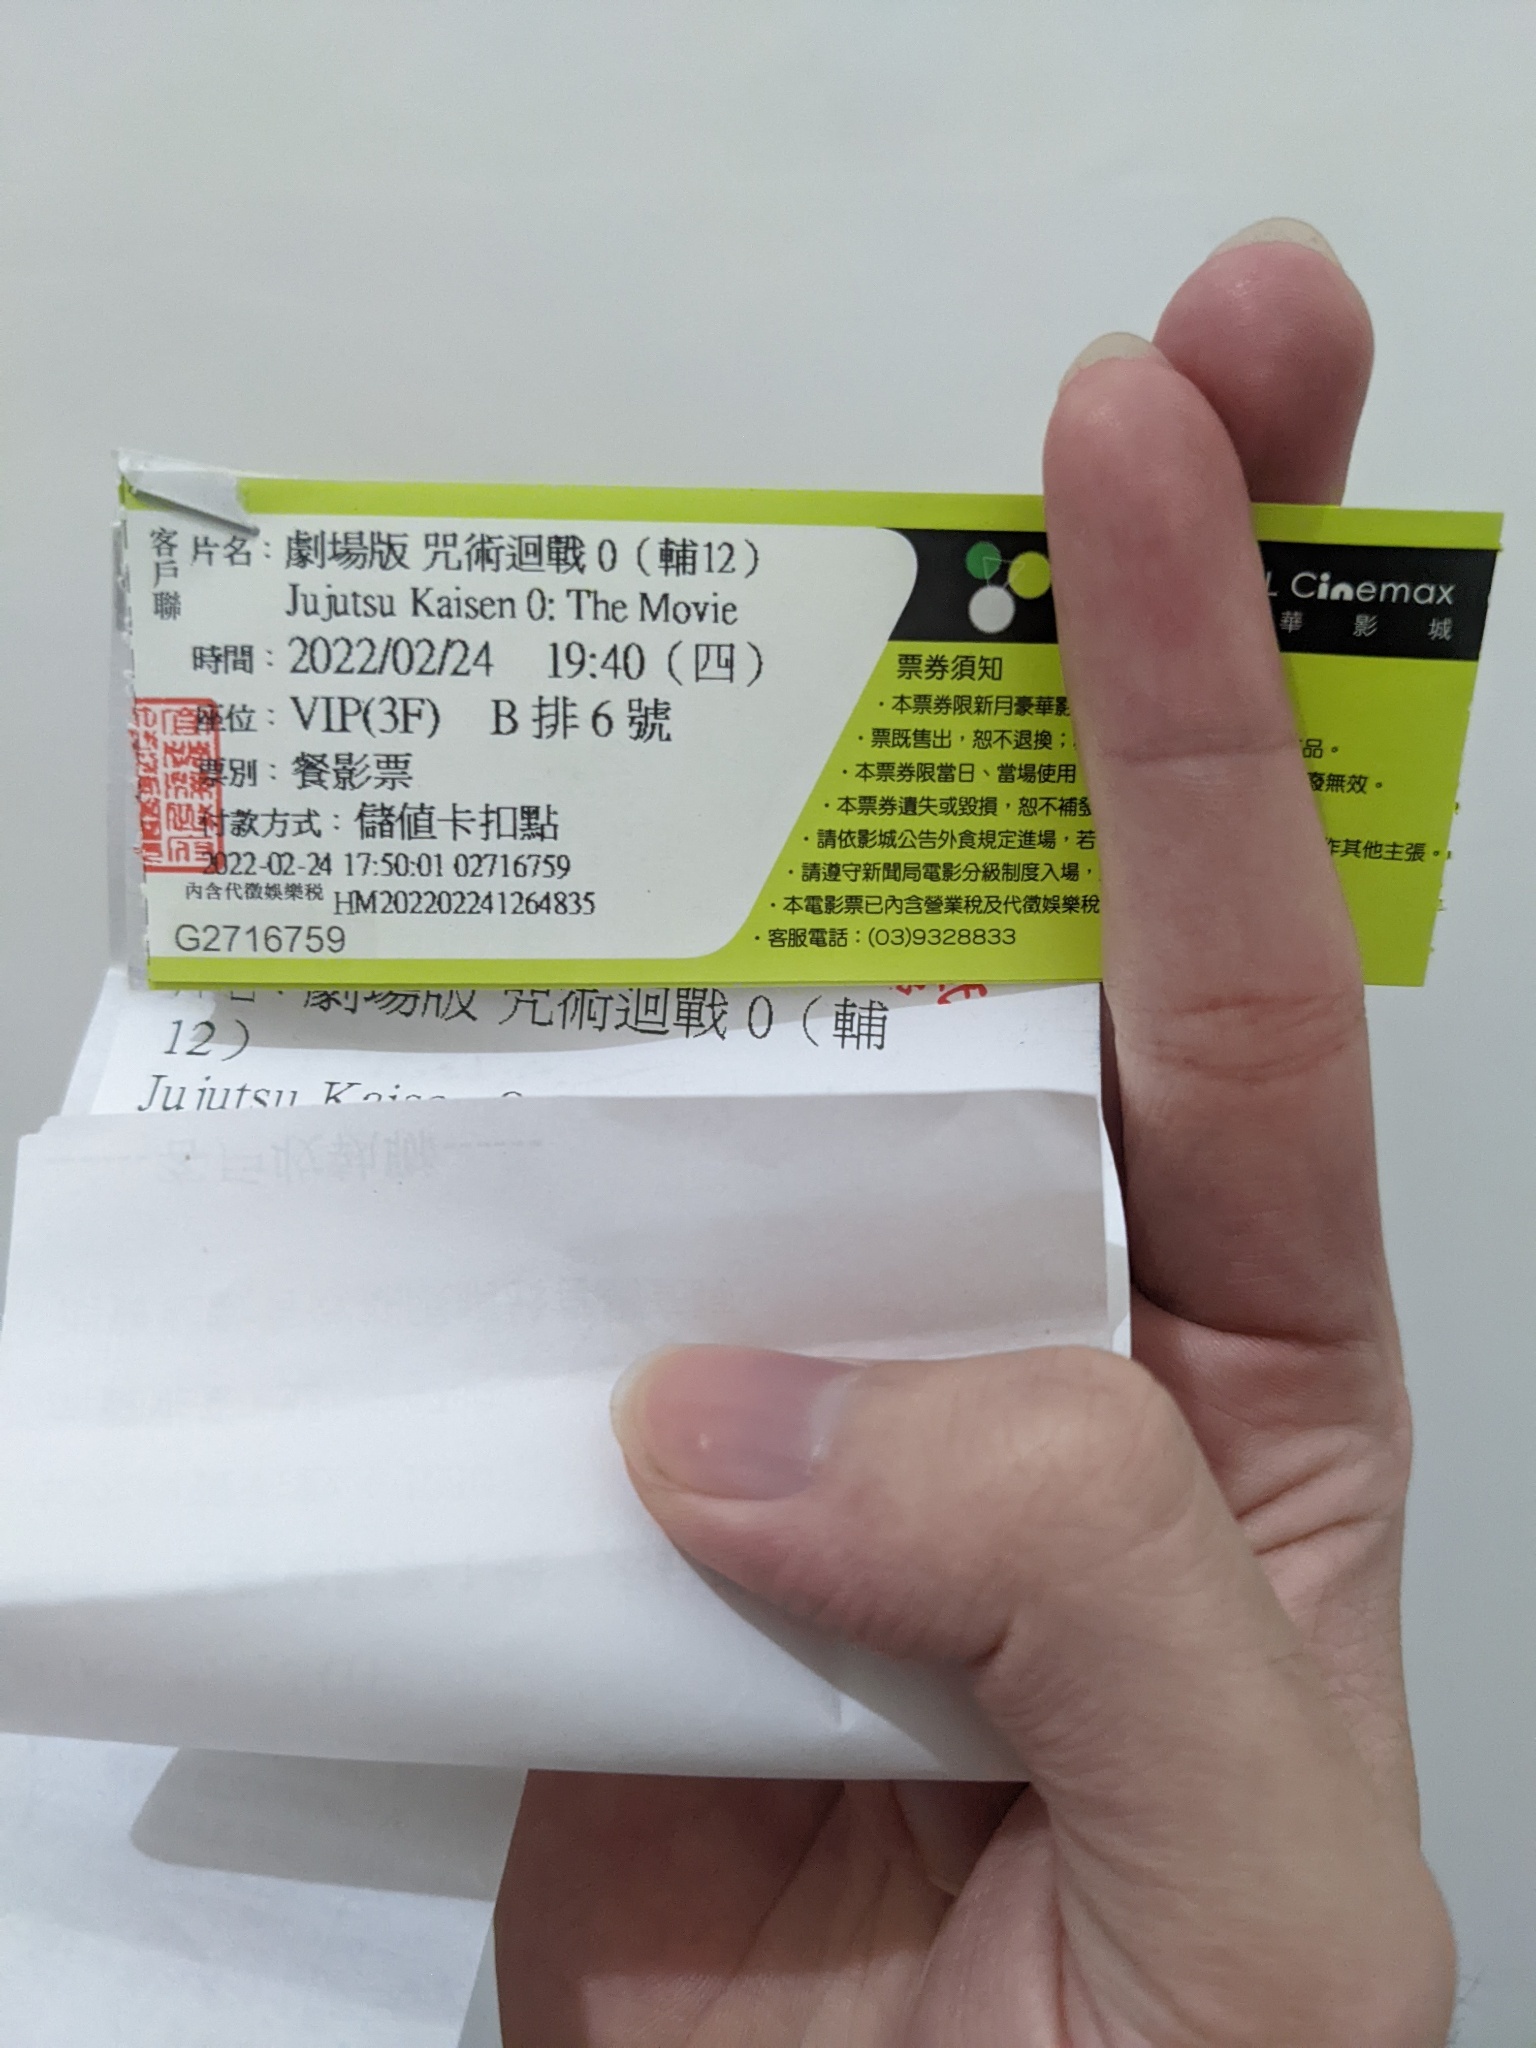 客戶聯
片名：劇場版 咒術迴戰 0（輔12）
Jujutsu Kaisen 0: The Movie
時間：2022/02/24 19:40（四）
座位：VIP(3F) B 排 6 號
票別：餐影票
付款方式：儲值卡扣點
2022-02-24 17:50:01 02716759
內含代徵娛樂稅 HM202202241264835
G2716759
Cinemax
華影城
票券須知
・本票券限新月豪華影
・票既售出，恕不退換； 品。
・本票券限當日、當場使用 廢無效。
・本票券遺失或毀損，恕不補發
・請依影城公告外食規定進場，若 作其他主張。
・請遵守新聞局電影分級制度入場，
・本電影票已內含營業稅及代徵娛樂稅
・客服電話：(03)9328833
劇場版 咒術迴戰 0（輔
12）
Jujutsu Kaisen